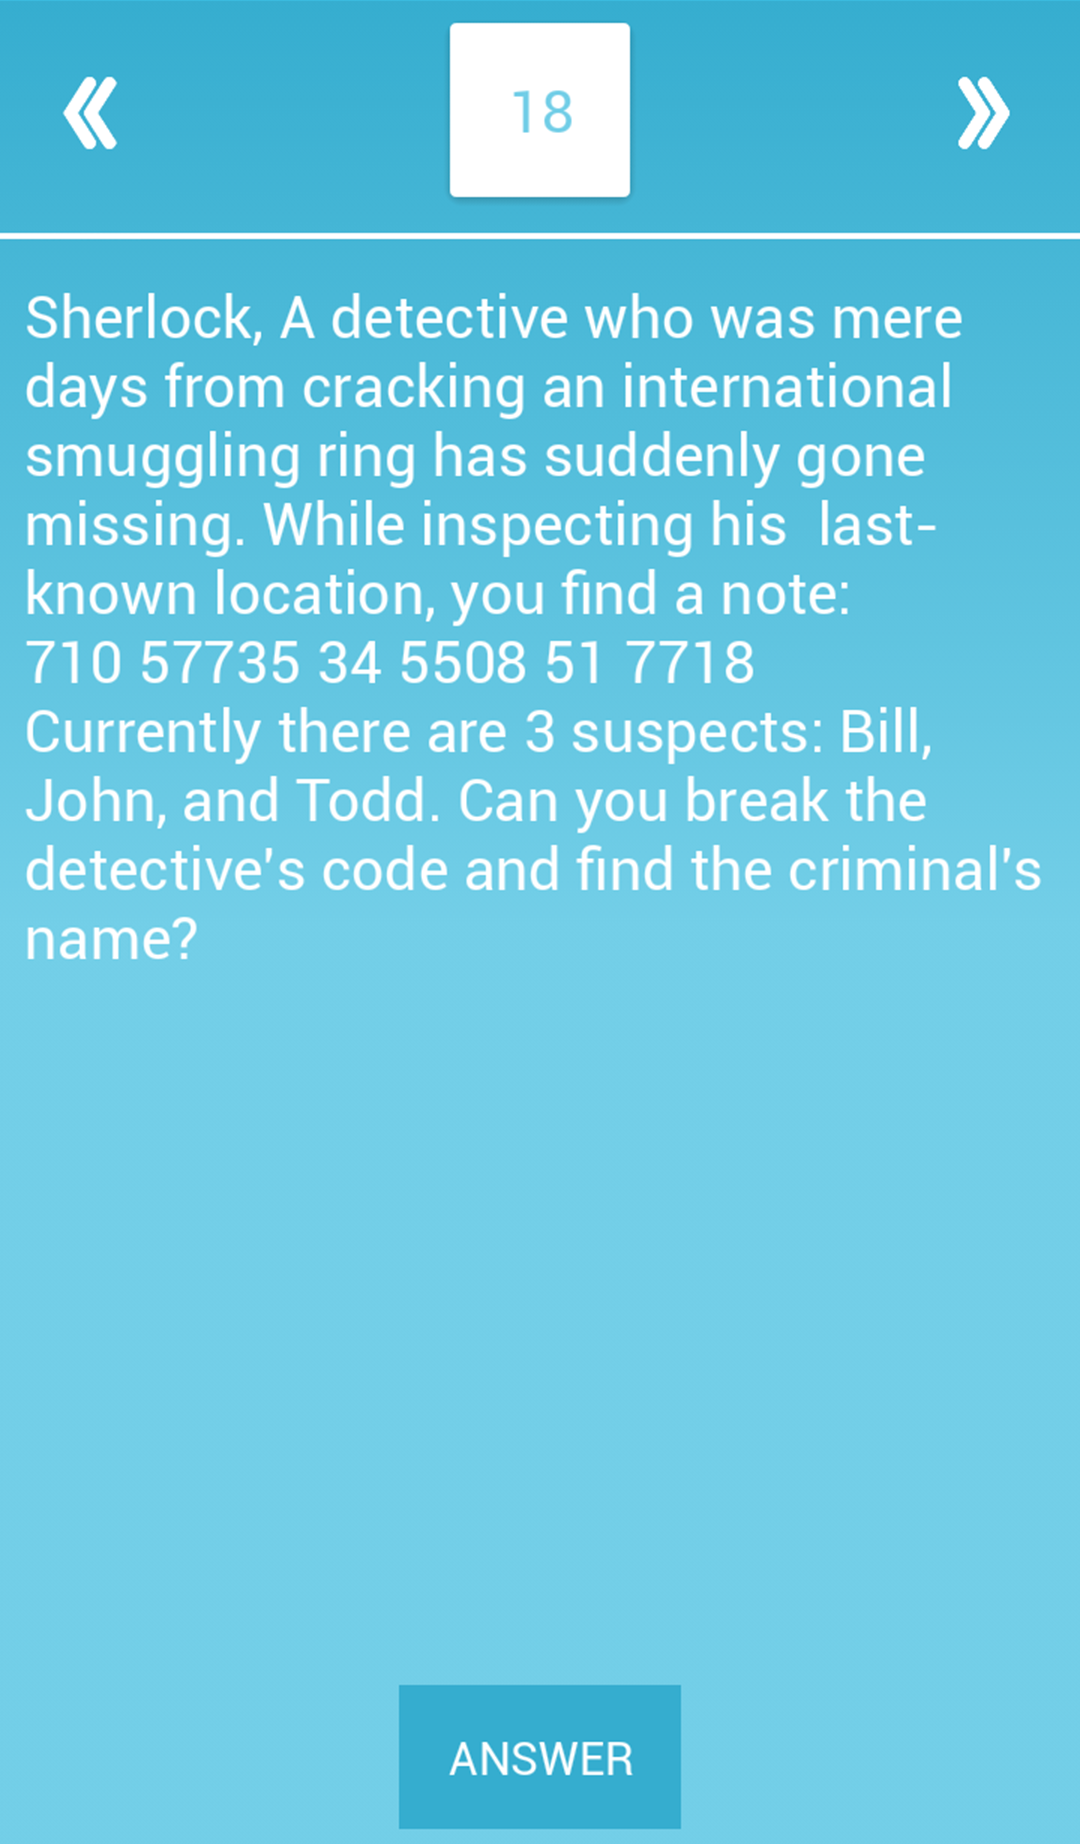 18
Sherlock, A detective who was mere
days from cracking an international
smuggling ring has suddenly gone
missing. While inspecting his  last-
known location, you find a note:
710 57735 34 5508 51 7718
Currently there are 3 suspects: Bill,
John, and Todd. Can you break the
detective's code and find the criminal's
name?
ANSWER